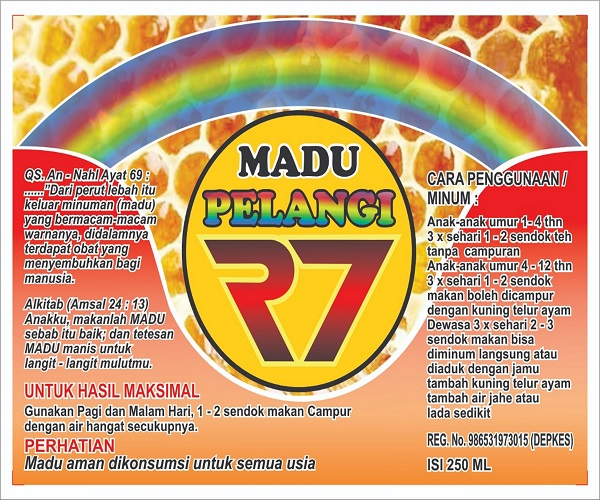 MADU
PELANGI
R7
QS. An - Nahl Ayat 69 :
......"Dari perut lebah itu
keluar minuman (madu)
yang bermacam-macam
warnanya, didalamnya
terdapat obat yang
menyembuhkan bagi
manusia.
Alkitab (Amsal 24 : 13)
Anakku, makanlah MADU
sebab itu baik; dan tetesan
MADU manis untuk
langit - langit mulutmu.
UNTUK HASIL MAKSIMAL
Gunakan Pagi dan Malam Hari, 1 - 2 sendok makan Campur
dengan air hangat secukupnya.
PERHATIAN
Madu aman dikonsumsi untuk semua usia
CARA PENGGUNAAN /
MINUM :
Anak-anak umur 1- 4 thn
3 x sehari 1 - 2 sendok teh
tanpa campuran
Anak-anak umur 4 - 12 thn
3 x sehari 1 - 2 sendok
makan boleh dicampur
dengan kuning telur ayam
Dewasa 3 x sehari 2 - 3
sendok makan bisa
diminum langsung atau
diaduk dengan jamu
tambah kuning telur ayam
tambah air jahe atau
lada sedikit
REG. No. 986531973015 (DEPKES)
ISI 250 ML